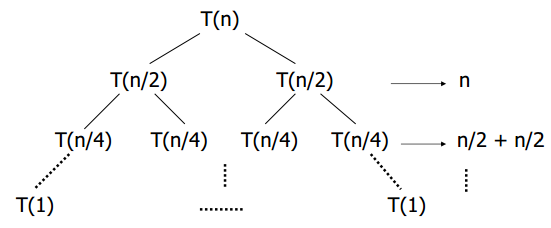 T(n)
T(n/2) T(n/2) n
T(n/4) T(n/4) T(n/4) T(n/4) n/2 + n/2
T(1) T(1)